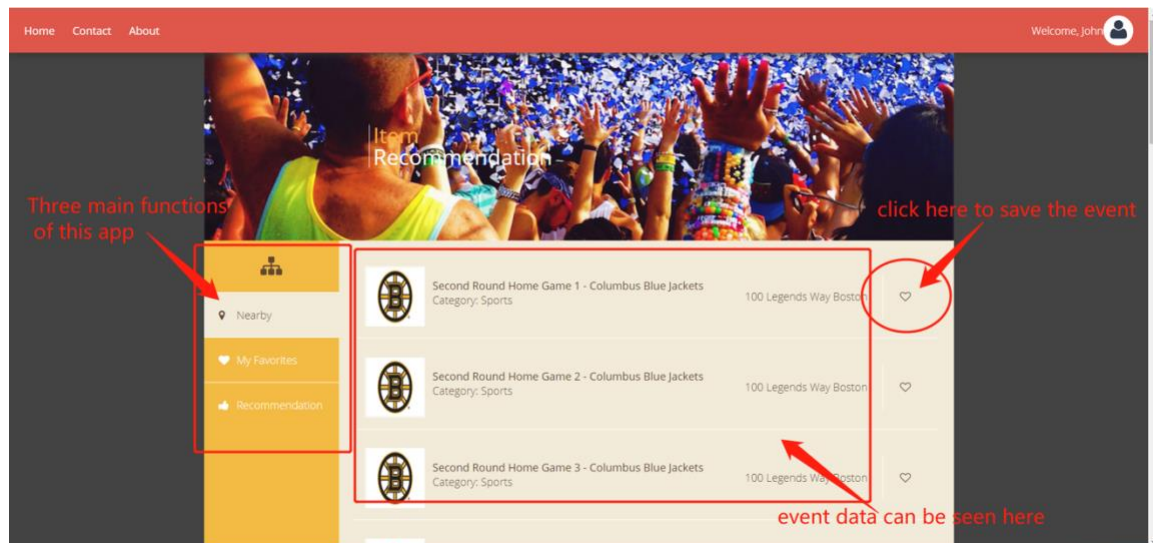 Home Contact About
Welcome, John
Item
Recommendation
Three main functions
of this app
click here to save the event
Nearby
My Favorites
Recommendation
Second Round Home Game 1 - Columbus Blue Jackets
Category: Sports
100 Legends Way Boston
B
Second Round Home Game 2 - Columbus Blue Jackets
Category: Sports
100 Legends Way Boston
B
Second Round Home Game 3 - Columbus Blue Jackets
Category: Sports
100 Legends Way Boston
B
event data can be seen here